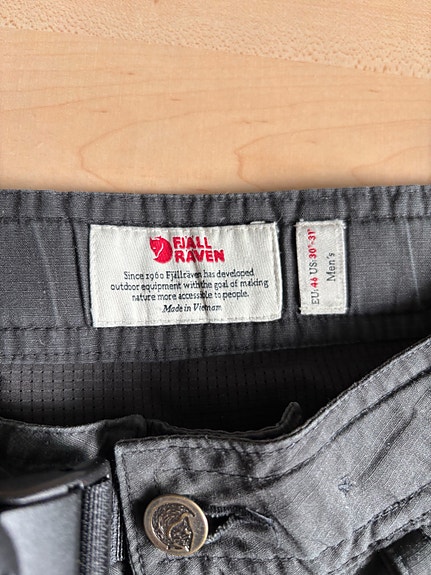 FJÄLL
RÄVEN
Since 1960 Fjällräven has developed
outdoor equipment with the goal of making
nature more accessible to people.
Made in Vietnam
EU: 46 US: 30"-31"
Men's